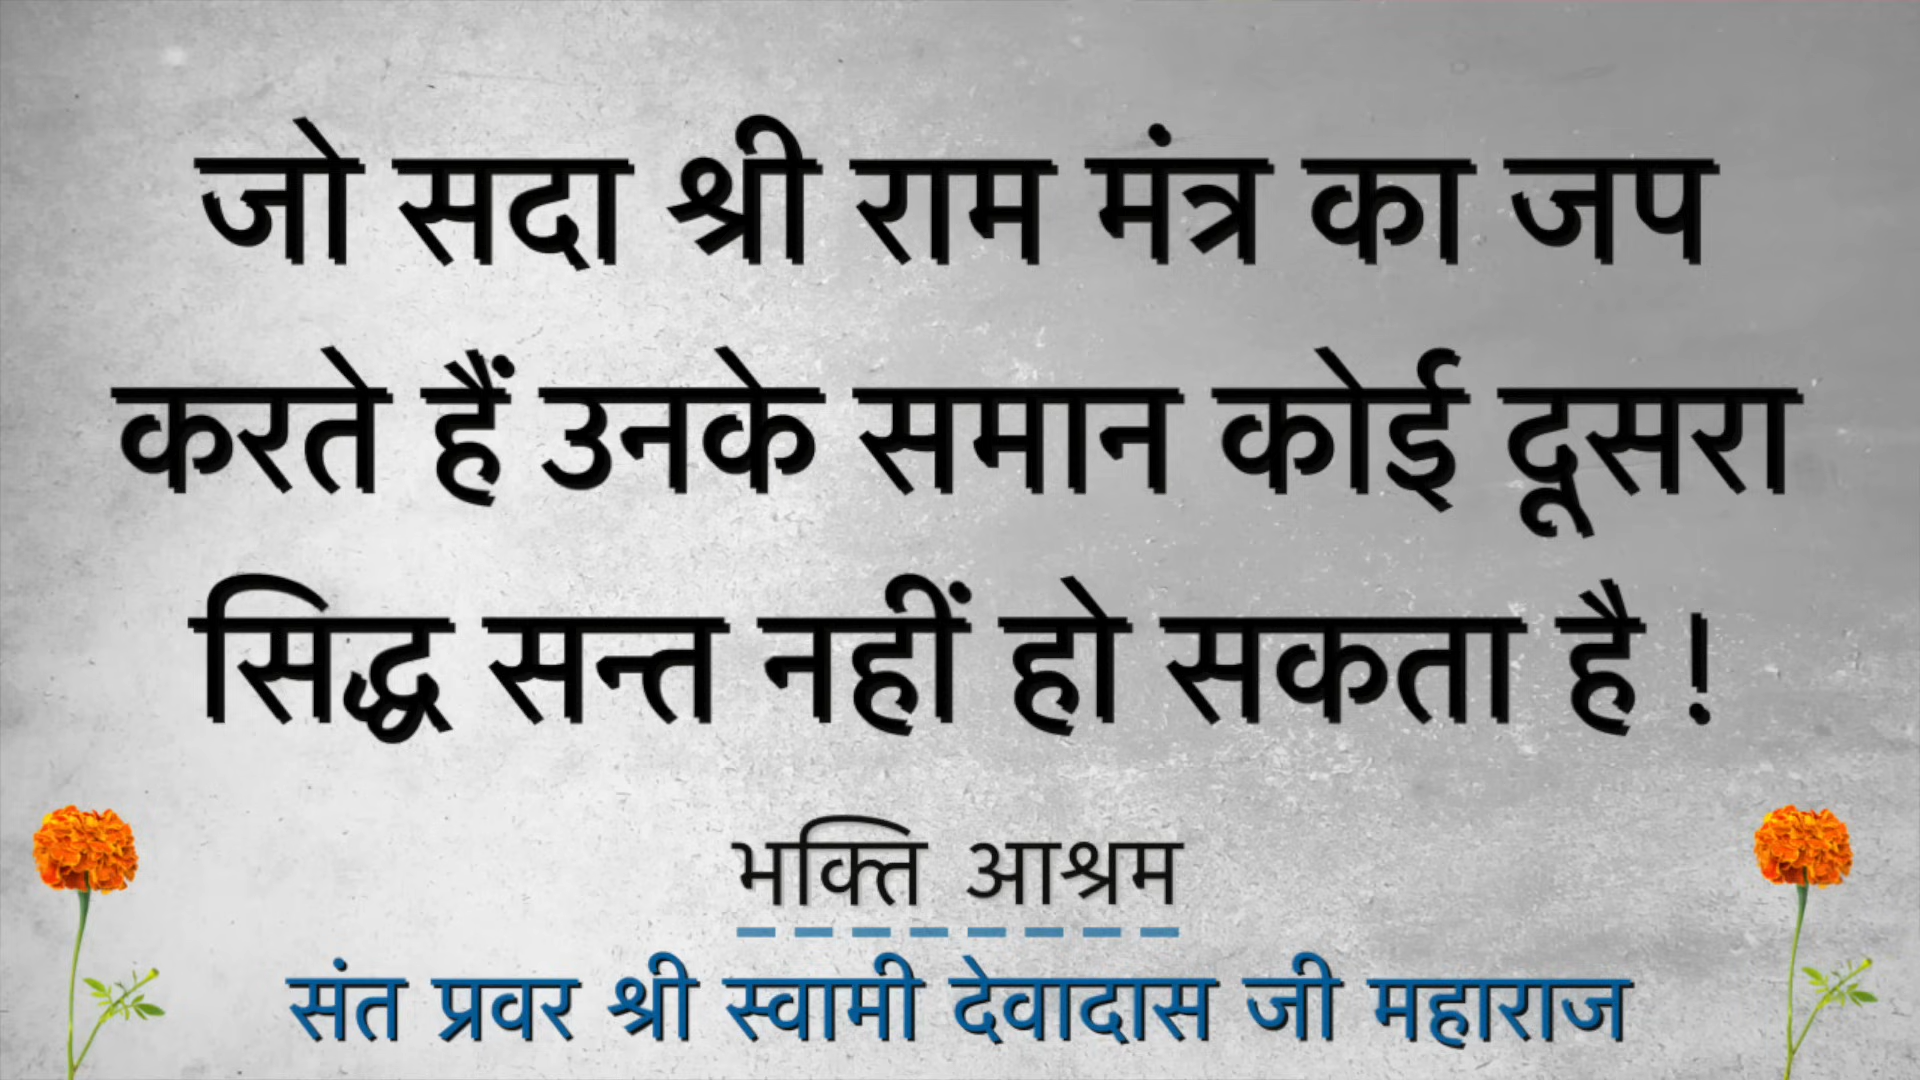 जो सदा श्री राम मंत्र का जप
करते हैं उनके समान कोई दूसरा
सिद्ध सन्त नहीं हो सकता है !
भक्ति आश्रम
संत प्रवर श्री स्वामी देवादास जी महाराज